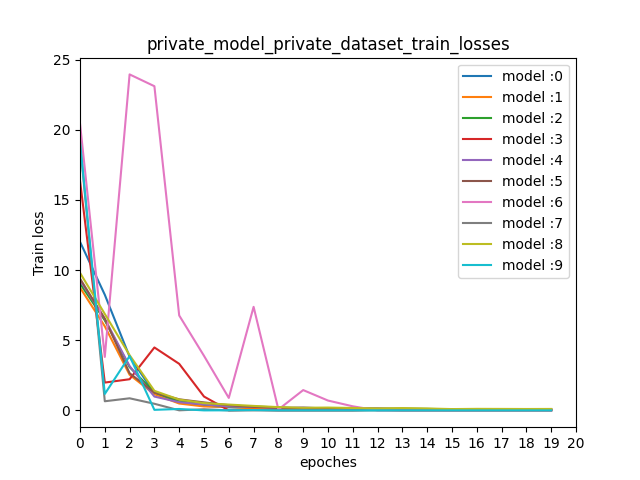 private_model_private_dataset_train_losses
25
20
15
10
5
0
Train loss
model :0
model :1
model :2
model :3
model :4
model :5
model :6
model :7
model :8
model :9
0 1 2 3 4 5 6 7 8 9 10 11 12 13 14 15 16 17 18 19 20
epoches